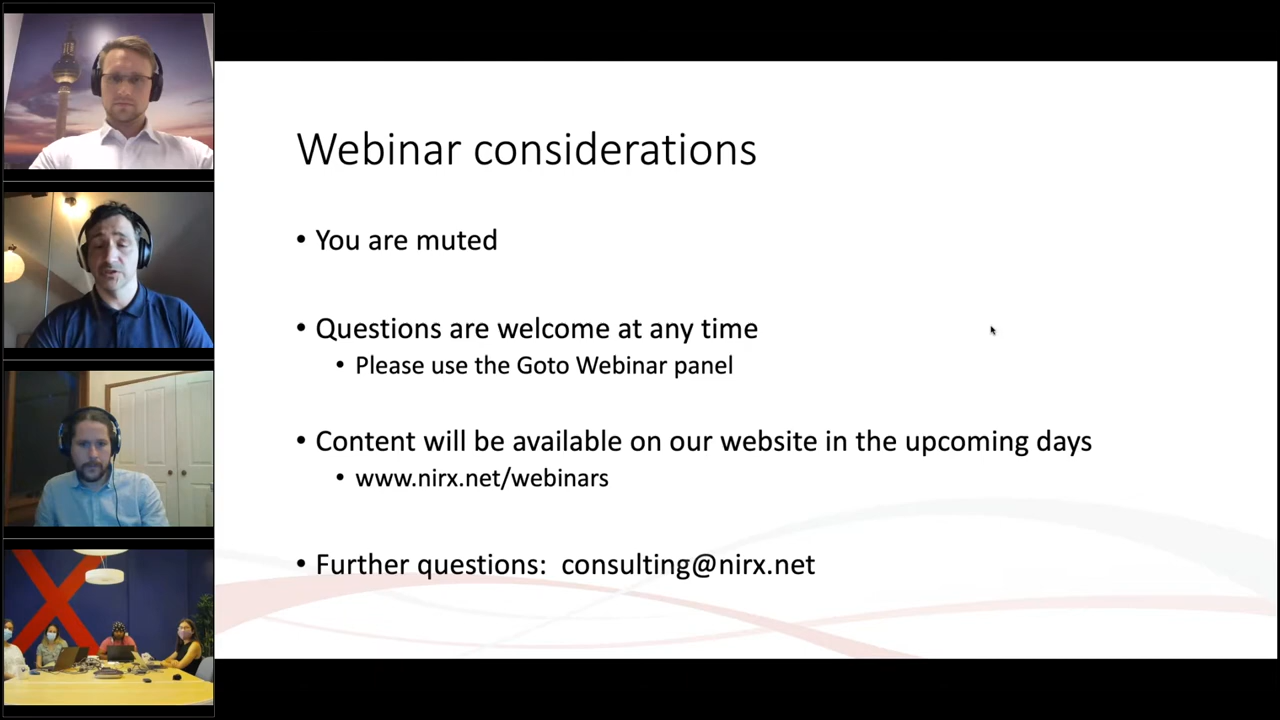 Webinar considerations
• You are muted
• Questions are welcome at any time
• Please use the Goto Webinar panel
• Content will be available on our website in the upcoming days
• www.nirx.net/webinars
• Further questions: consulting@nirx.net